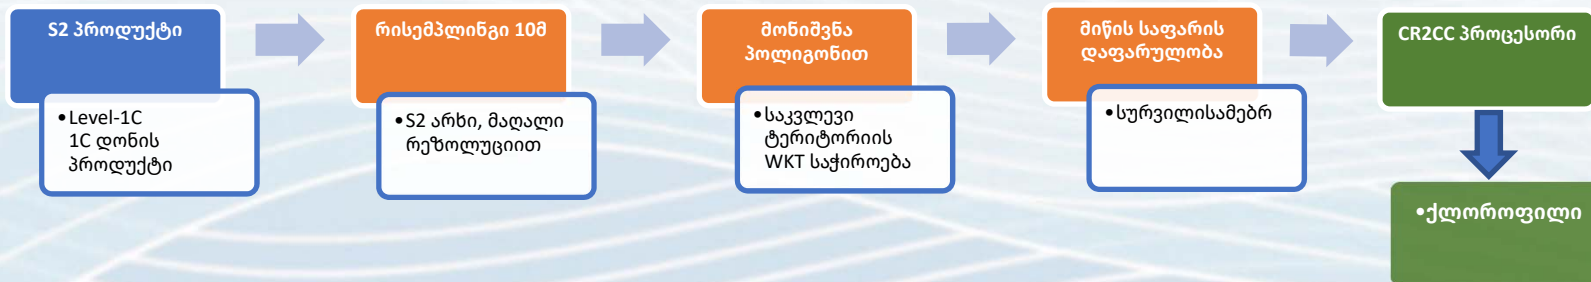 S2 პროდუქტი
•Level-1C
1C დონის
პროდუქტი
რისემპლინგი 10მ
•S2 არხი, მაღალი
რეზოლუციით
მონიშვნა
პოლიგონით
•საკვლევი
ტერიტორიის
WKT საჭიროება
მიწის საფარის
დაფარულობა
•სურვილისამებრ
CR2CC პროცესორი
•ქლოროფილი